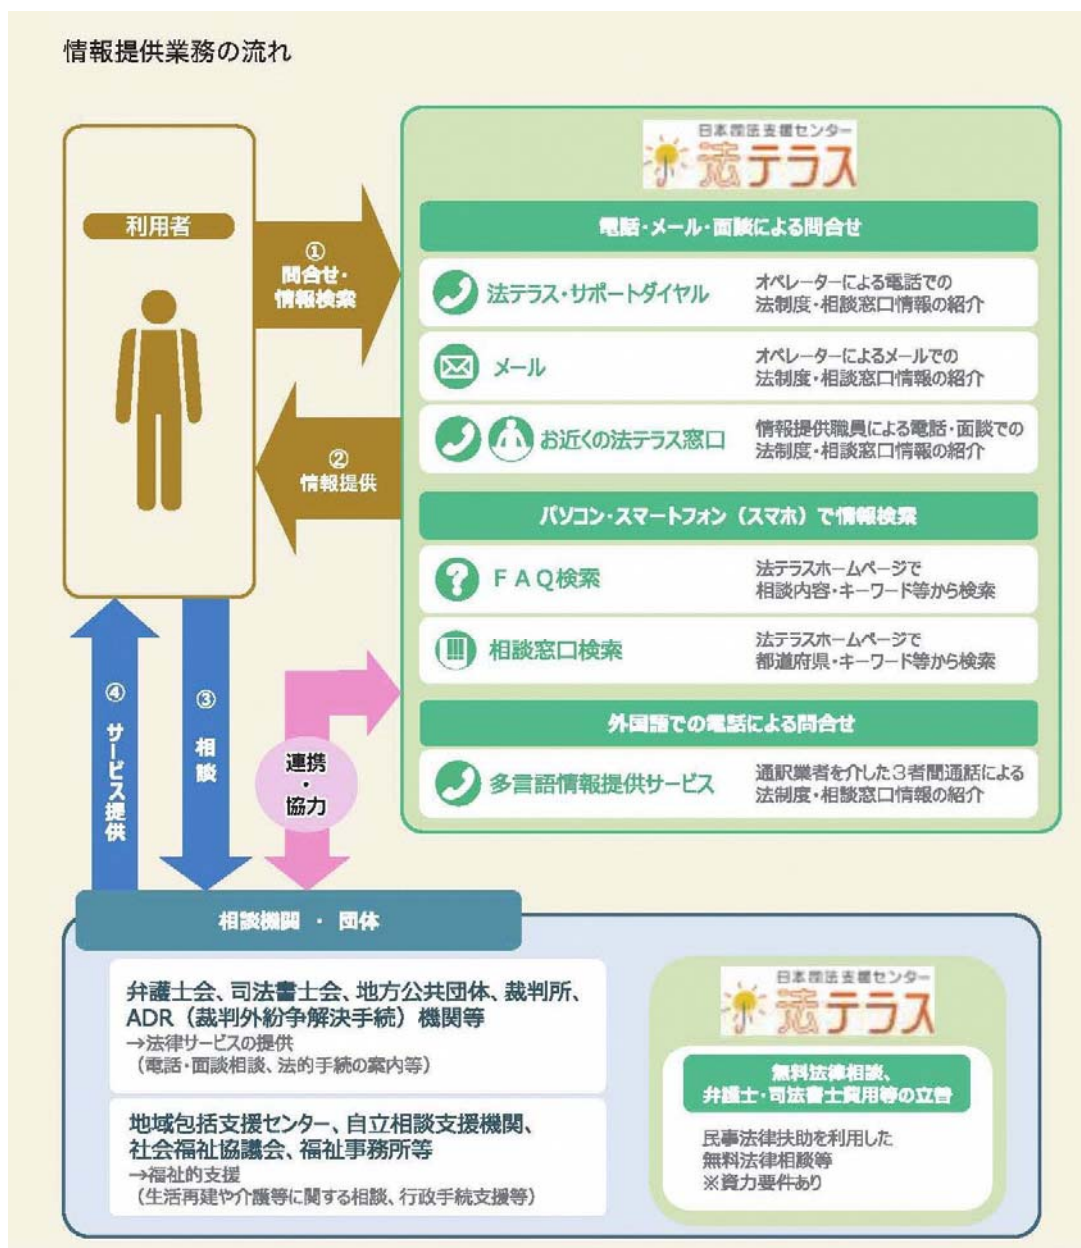 情報提供業務の流れ
利用者
①
問合せ・
情報検索
②
情報提供
日本司法支援センター
法テラス
電話・メール・面談による問合せ
法テラス・サポートダイヤル
オペレーターによる電話での
法制度・相談窓口情報の紹介
メール
オペレーターによるメールでの
法制度・相談窓口情報の紹介
お近くの法テラス窓口
情報提供職員による電話・面談での
法制度・相談窓口情報の紹介
パソコン・スマートフォン（スマホ）で情報検索
ＦＡＱ検索
法テラスホームページで
相談内容・キーワード等から検索
相談窓口検索
法テラスホームページで
都道府県・キーワード等から検索
外国語での電話による問合せ
多言語情報提供サービス
通訳業者を介した３者間通話による
法制度・相談窓口情報の紹介
④ サービス提供
③ 相談
連携
・
協力
相談機関 ・ 団体
弁護士会、司法書士会、地方公共団体、裁判所、
ADR（裁判外紛争解決手続）機関等
→法律サービスの提供
（電話・面談相談、法的手続の案内等）
地域包括支援センター、自立相談支援機関、
社会福祉協議会、福祉事務所等
→福祉的支援
（生活再建や介護等に関する相談、行政手続支援等）
日本司法支援センター
法テラス
無料法律相談、
弁護士・司法書士費用等の立替
民事法律扶助を利用した
無料法律相談等
※資力要件あり